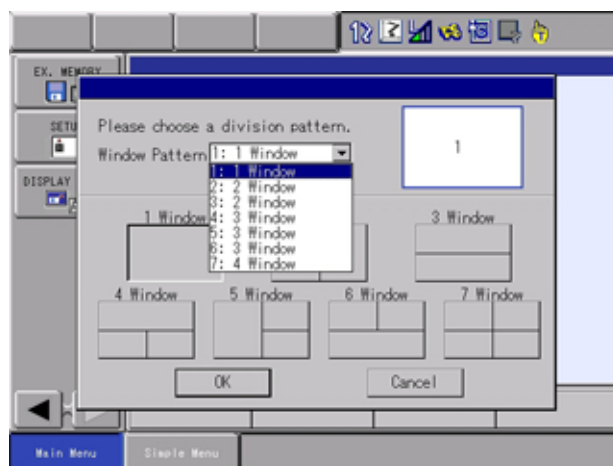 EX. MEMORY
SETU
DISPLAY
Please choose a division pattern.
Window Pattern 1: 1 Window
1: 1 Window
2: 2 Window
3: 2 Window
4: 3 Window
5: 3 Window
6: 3 Window
7: 4 Window
1
1 Window
3 Window
4 Window
5 Window
6 Window
7 Window
OK
Cancel
Main Menu
Simple Menu